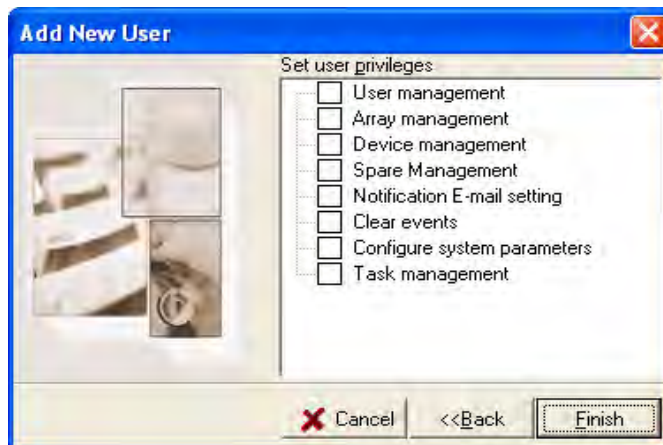 Add New User
Set user privileges
User management
Array management
Device management
Spare Management
Notification E-mail setting
Clear events
Configure system parameters
Task management
Cancel
<<Back
Finish